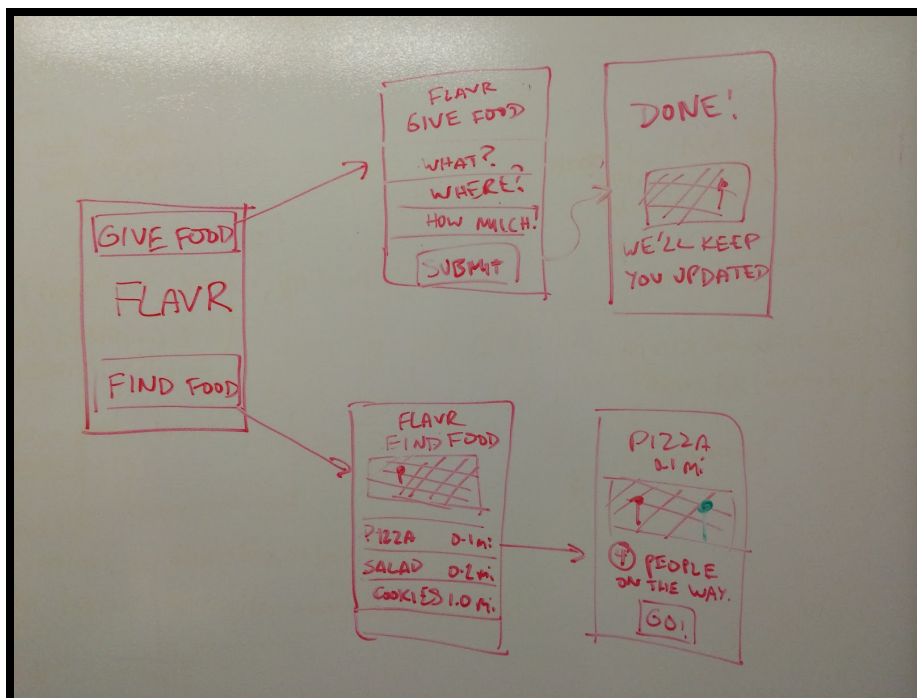 GIVE FOOD
FLAVR
FIND FOOD
FLAVR
GIVE FOOD
WHAT?
WHERE?
HOW MUCH?
SUBMIT
DONE!
WE'LL KEEP
YOU UPDATED
FLAVR
FIND FOOD
PIZZA 0.1 mi
SALAD 0.2 mi
COOKIES 1.0 mi.
PIZZA
0.1 mi
4 PEOPLE
ON THE WAY.
GO!